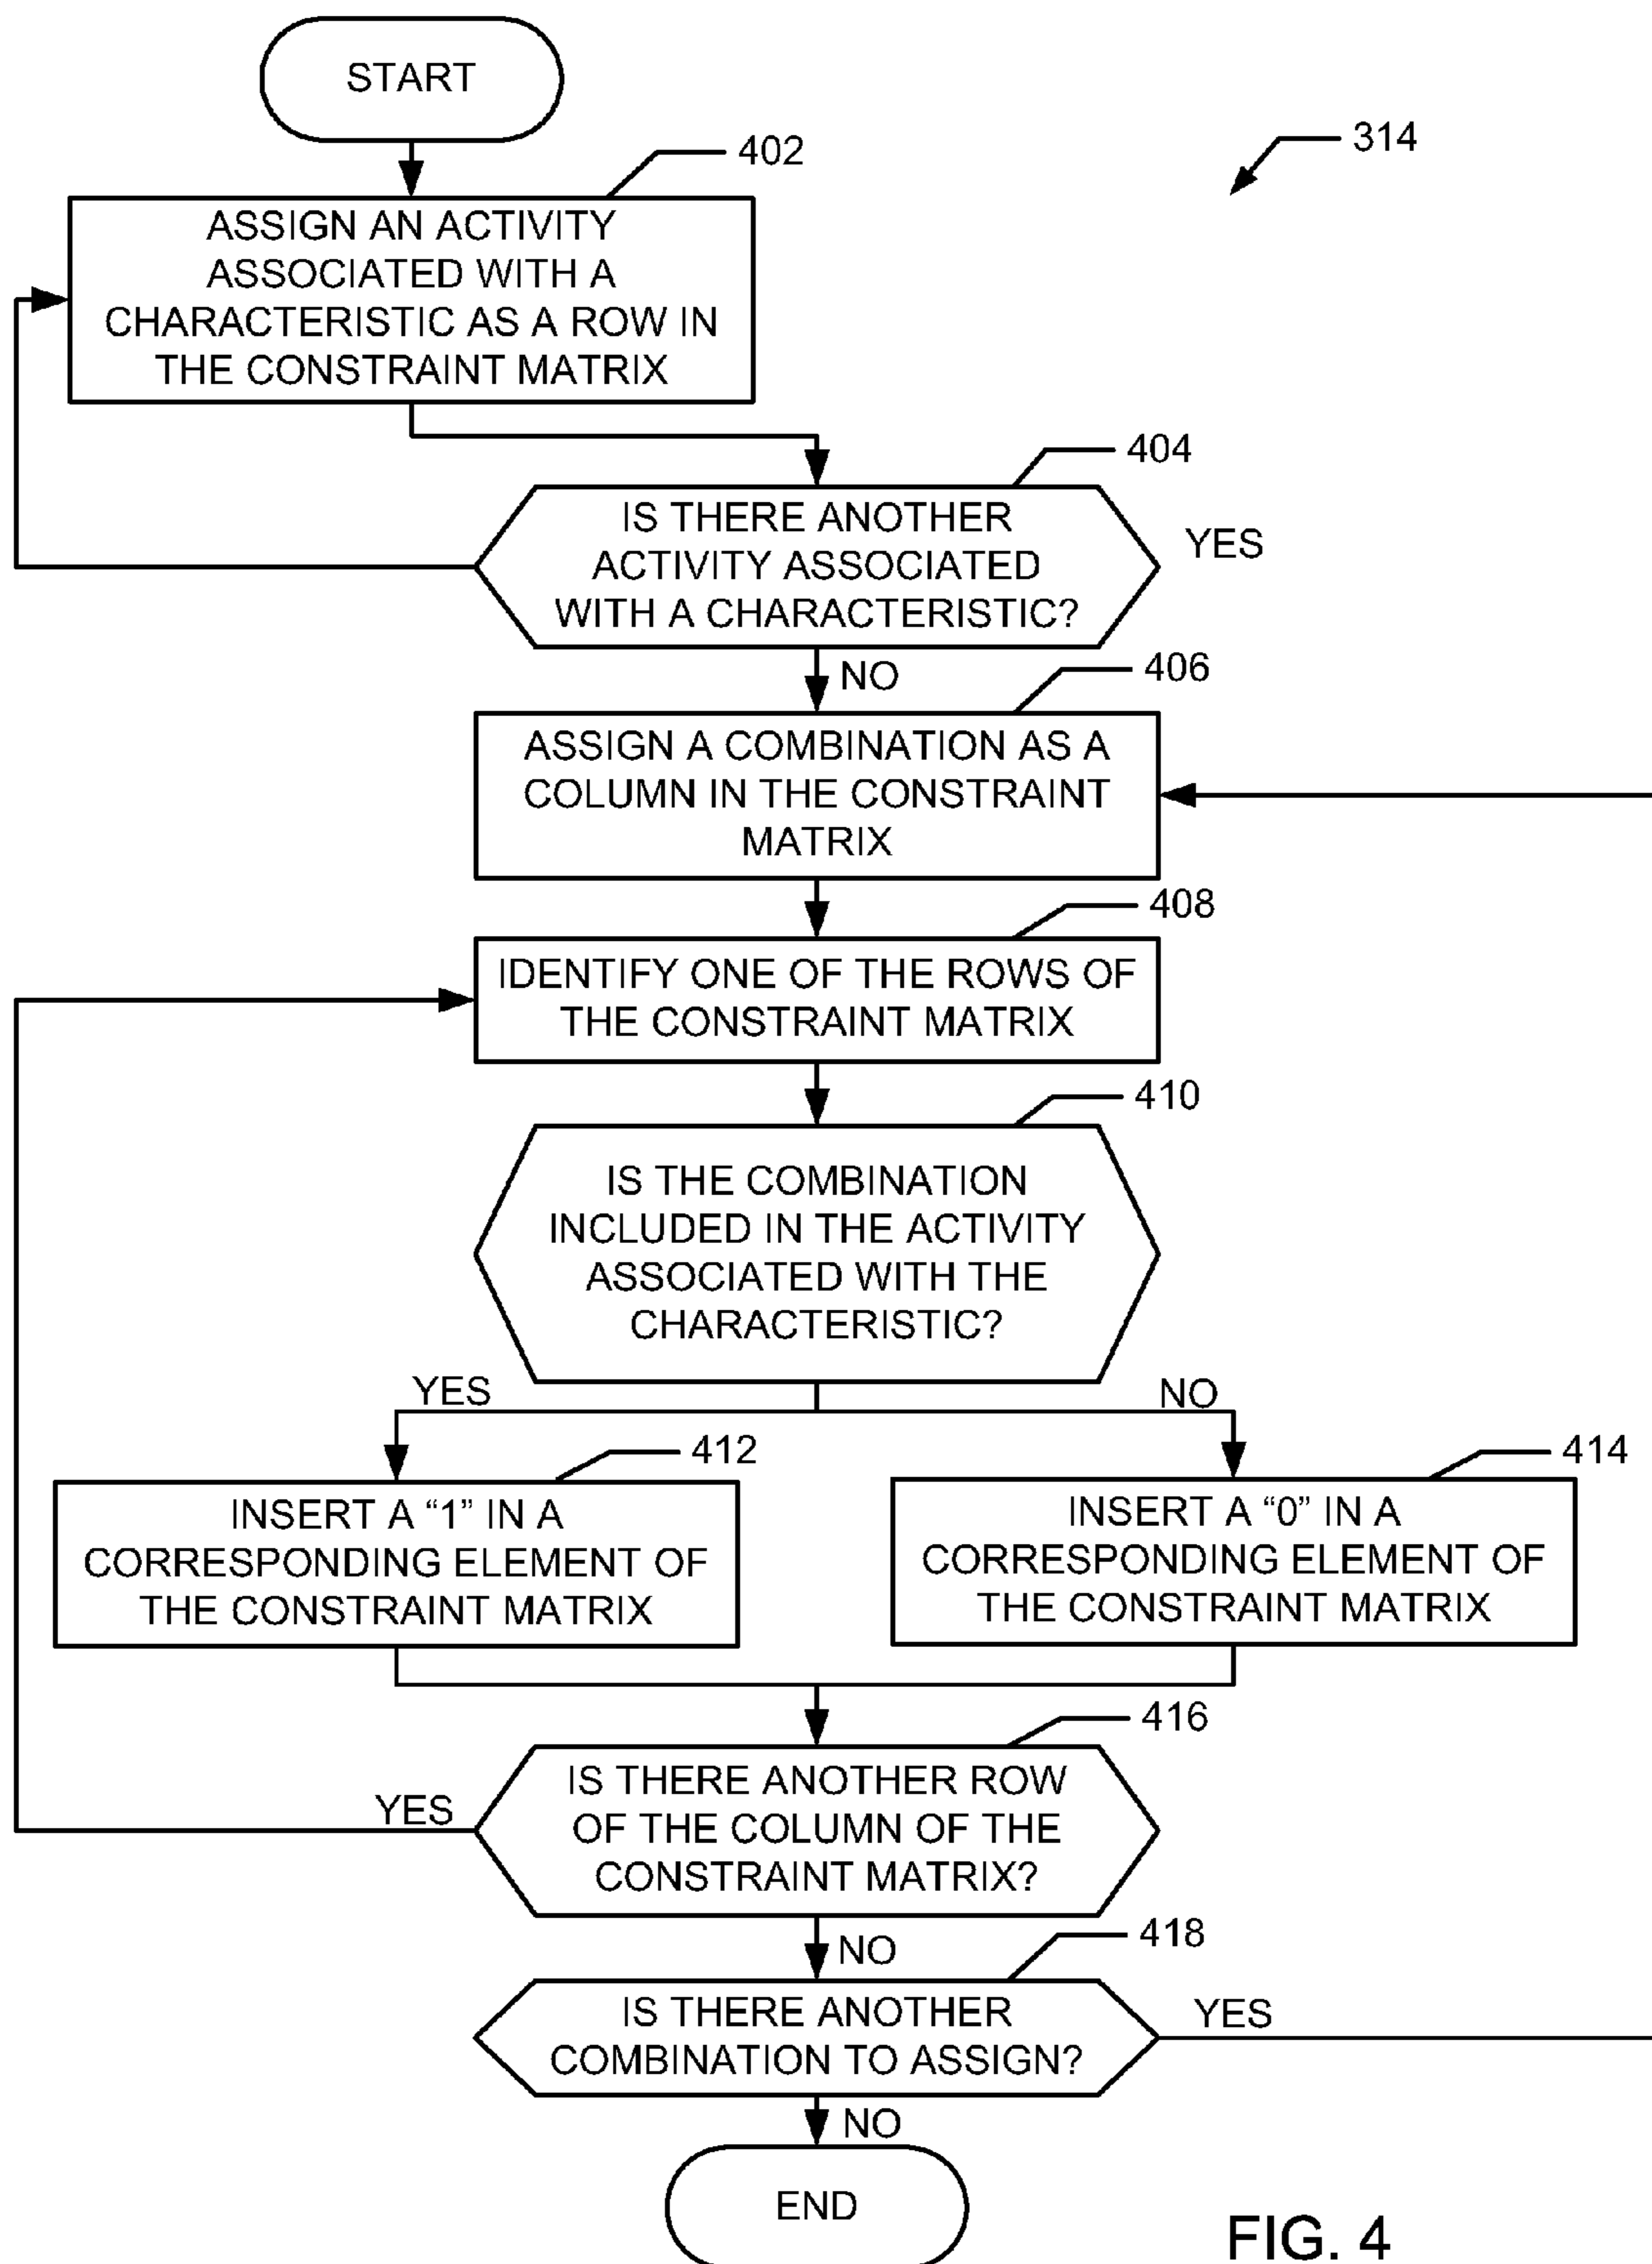 START
314
402
ASSIGN AN ACTIVITY
ASSOCIATED WITH A
CHARACTERISTIC AS A ROW IN
THE CONSTRAINT MATRIX
404
IS THERE ANOTHER
ACTIVITY ASSOCIATED
WITH A CHARACTERISTIC?
YES
NO
406
ASSIGN A COMBINATION AS A
COLUMN IN THE CONSTRAINT
MATRIX
408
IDENTIFY ONE OF THE ROWS OF
THE CONSTRAINT MATRIX
410
IS THE COMBINATION
INCLUDED IN THE ACTIVITY
ASSOCIATED WITH THE
CHARACTERISTIC?
YES
NO
412
INSERT A “1” IN A
CORRESPONDING ELEMENT OF
THE CONSTRAINT MATRIX
414
INSERT A “0” IN A
CORRESPONDING ELEMENT OF
THE CONSTRAINT MATRIX
416
IS THERE ANOTHER ROW
OF THE COLUMN OF THE
CONSTRAINT MATRIX?
YES
NO
418
IS THERE ANOTHER
COMBINATION TO ASSIGN?
YES
NO
END
FIG. 4